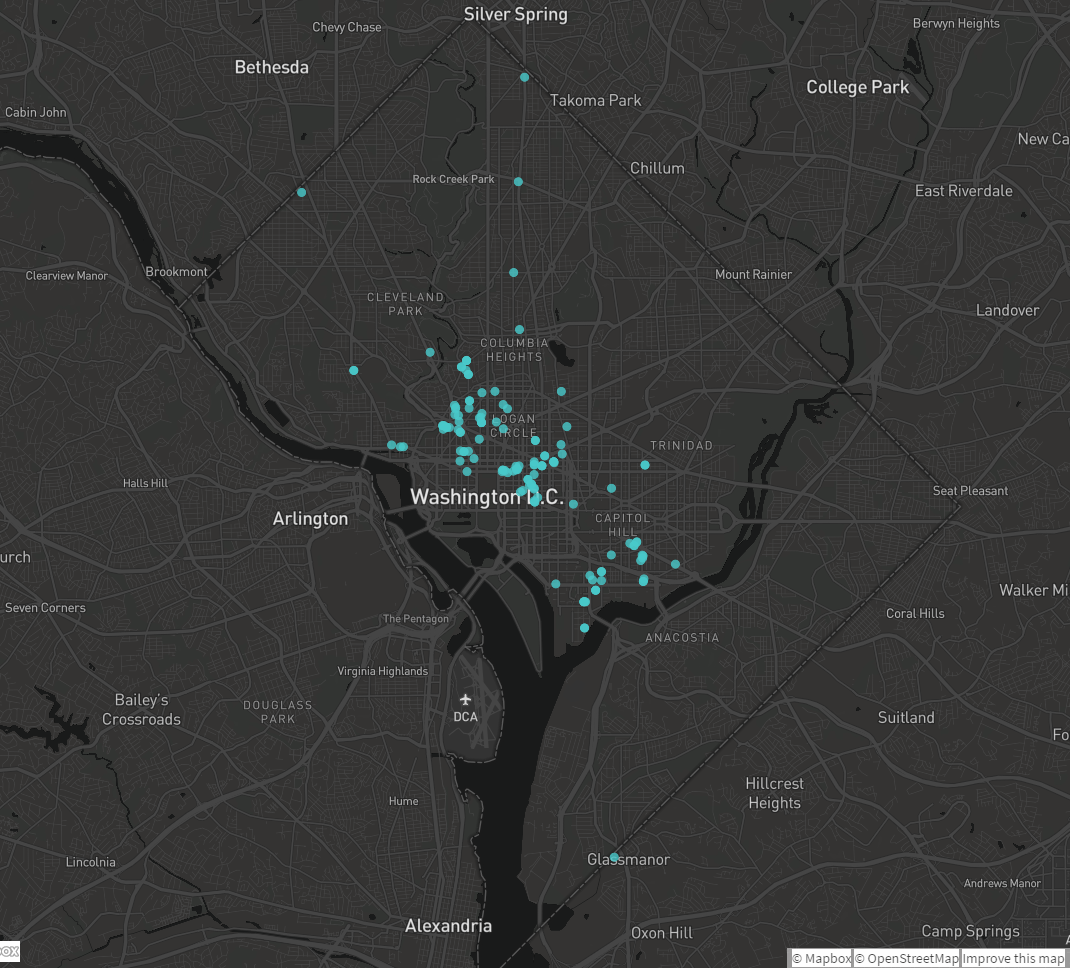 Silver Spring
Chevy Chase
Berwyn Heights
Bethesda
College Park
Takoma Park
Cabin John
New Ca
Chillum
Rock Creek Park
East Riverdale
Brookmont
Clearview Manor
Mount Rainier
CLEVELAND
PARK
Landover
COLUMBIA
HEIGHTS
LOGAN
CIRCLE
TRINIDAD
Halls Hill
Seat Pleasant
Washington D.C.
Arlington
CAPITOL
HILL
urch
Walker Mi
Seven Corners
Coral Hills
The Pentagon
ANACOSTIA
Virginia Highlands
Bailey's
Crossroads
DOUGLASS
PARK
DCA
Suitland
Fo
Hillcrest
Heights
Hume
Lincolnia
Glassmanor
Andrews Manor
Alexandria
Oxon Hill
Camp Springs
© Mapbox © OpenStreetMap Improve this map